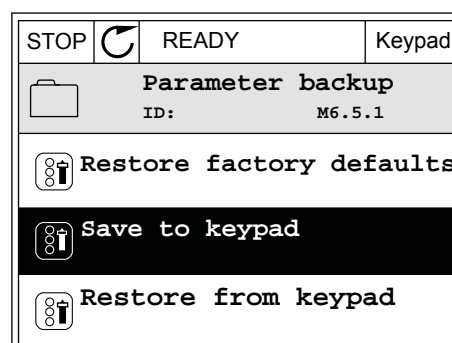 STOP READY Keypad
Parameter backup
ID: M6.5.1
Restore factory defaults
Save to keypad
Restore from keypad